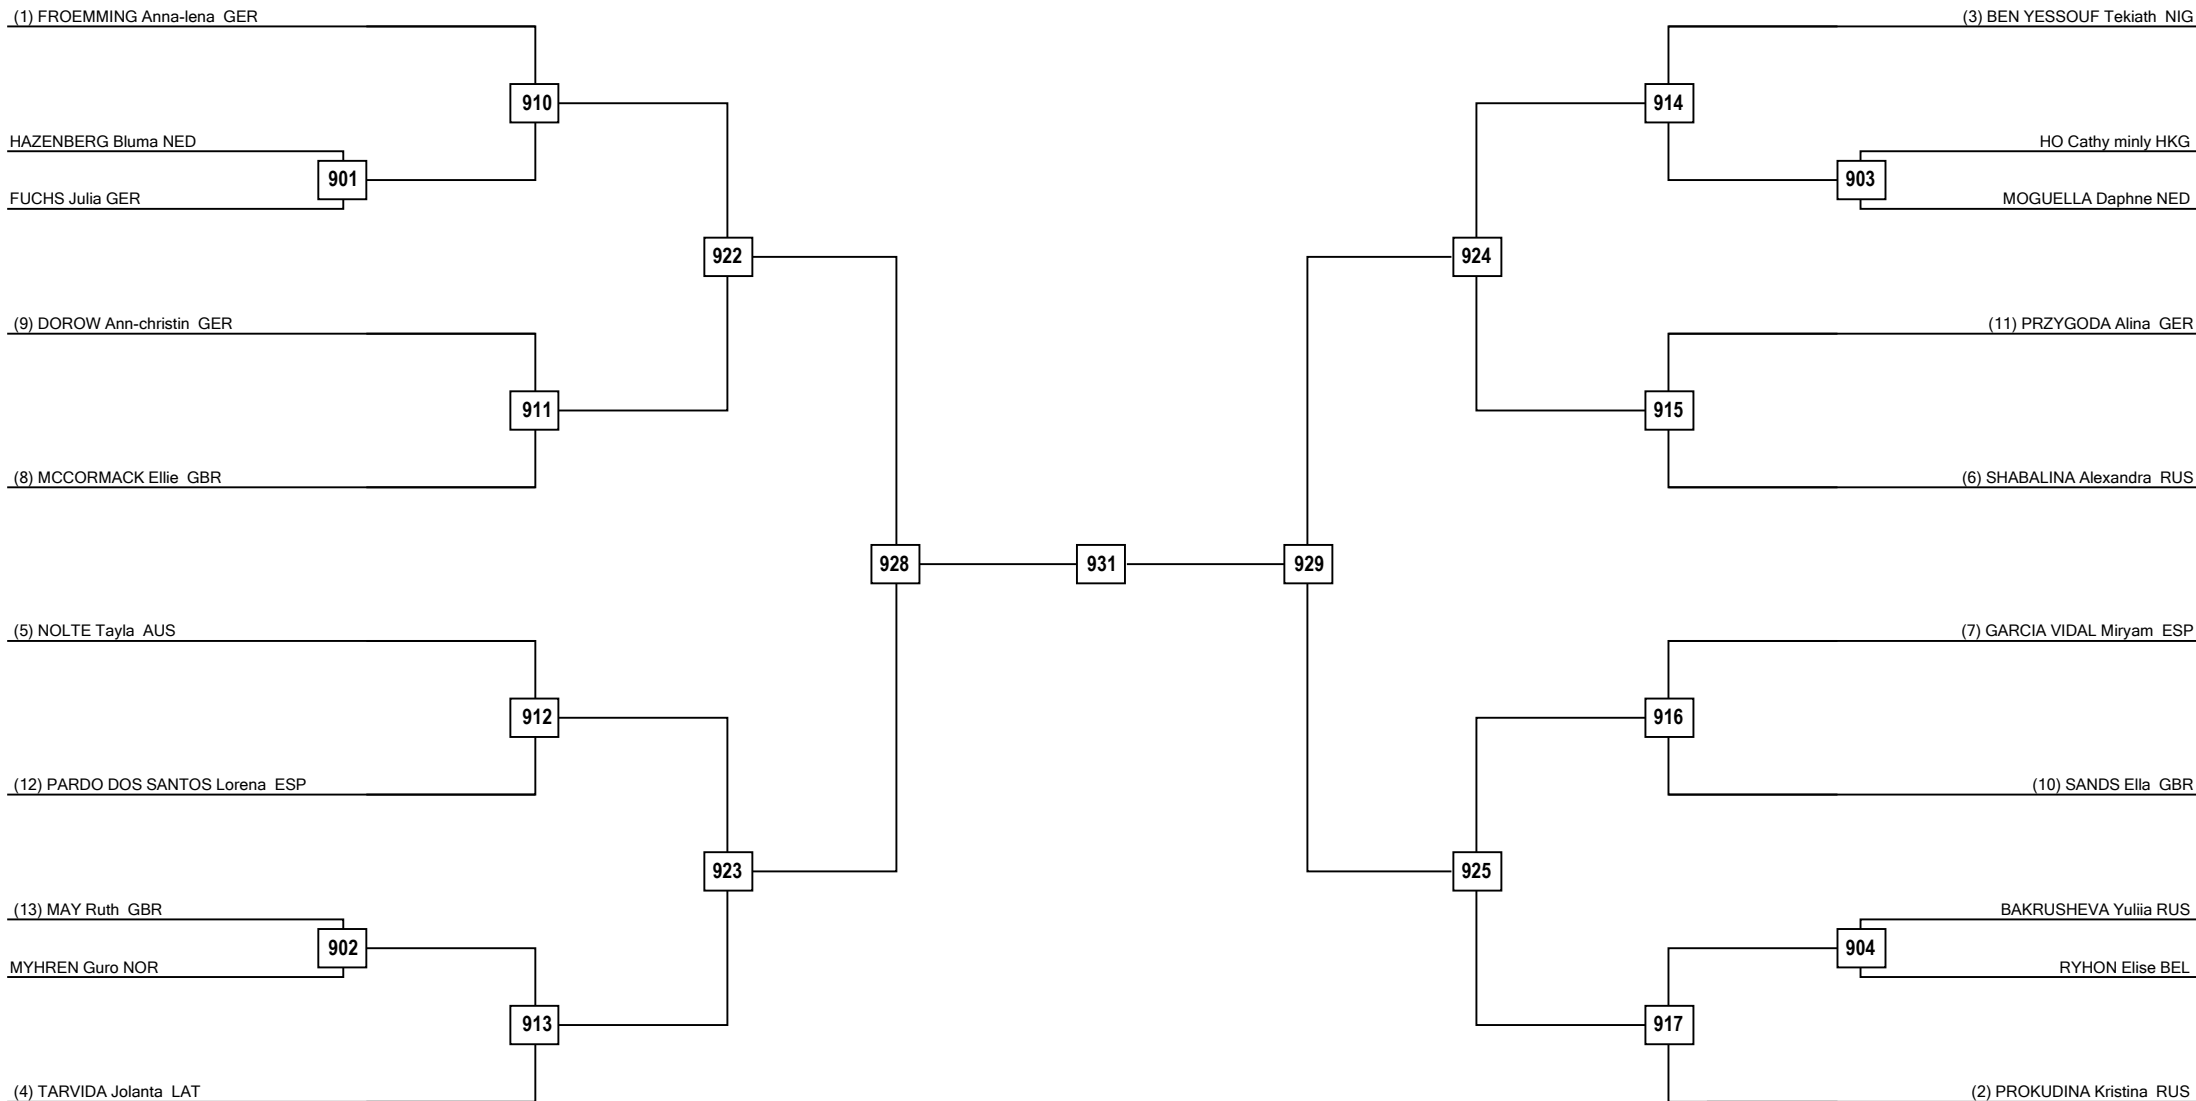 (1) FROEMMING Anna-lena GER
(3) BEN YESSOUF Tekiath NIG
910
914
HAZENBERG Bluma NED
HO Cathy minly HKG
901
903
FUCHS Julia GER
MOGUELLA Daphne NED
922
924
(9) DOROW Ann-christin GER
(11) PRZYGODA Alina GER
911
915
(8) MCCORMACK Ellie GBR
(6) SHABALINA Alexandra RUS
928
931
929
(5) NOLTE Tayla AUS
(7) GARCIA VIDAL Miryam ESP
912
916
(12) PARDO DOS SANTOS Lorena ESP
(10) SANDS Ella GBR
923
925
(13) MAY Ruth GBR
BAKRUSHEVA Yuliia RUS
902
904
MYHREN Guro NOR
RYHON Elise BEL
913
917
(4) TARVIDA Jolanta LAT
(2) PROKUDINA Kristina RUS